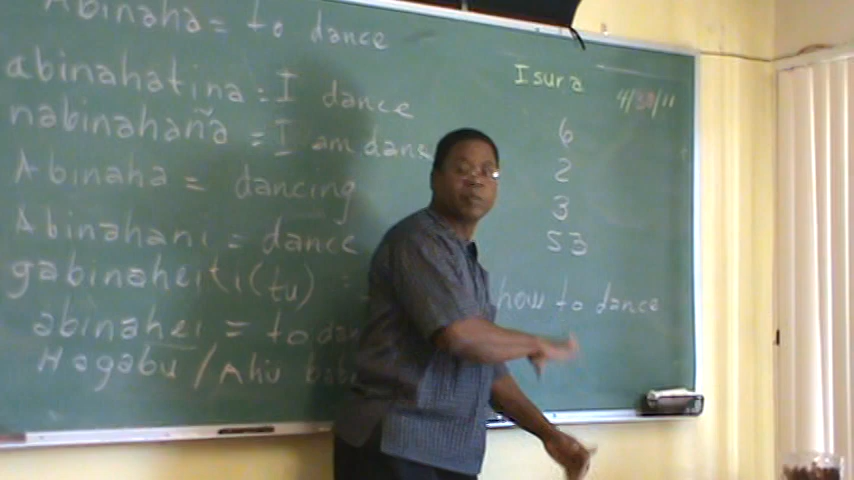 Abinaha = to dance
abinahatina = I dance
nabinahaña = I am danc
Abinaha = dancing
Abinahani = dance
gabinaheiti (tu) = how to dance
abinahei = to dan
Hagabu / Ahiu
Isura
4/30/11
6
2
3
53